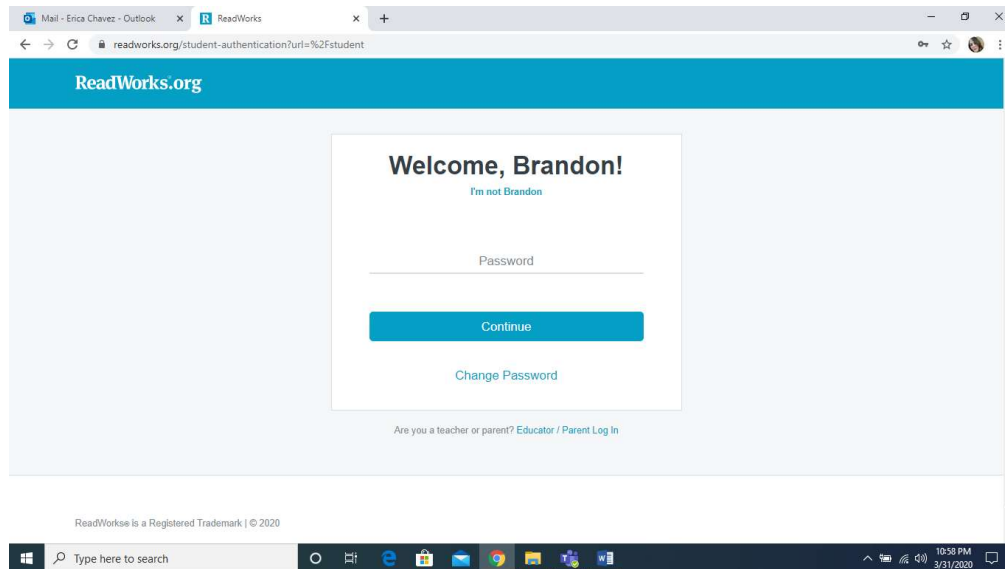 Mail - Erica Chavez - Outlook
ReadWorks
readworks.org/student-authentication?url=%2Fstudent
ReadWorks.org
Welcome, Brandon!
I'm not Brandon
Password
Continue
Change Password
Are you a teacher or parent? Educator / Parent Log In
ReadWorks® is a Registered Trademark | © 2020
Type here to search
10:58 PM
3/31/2020